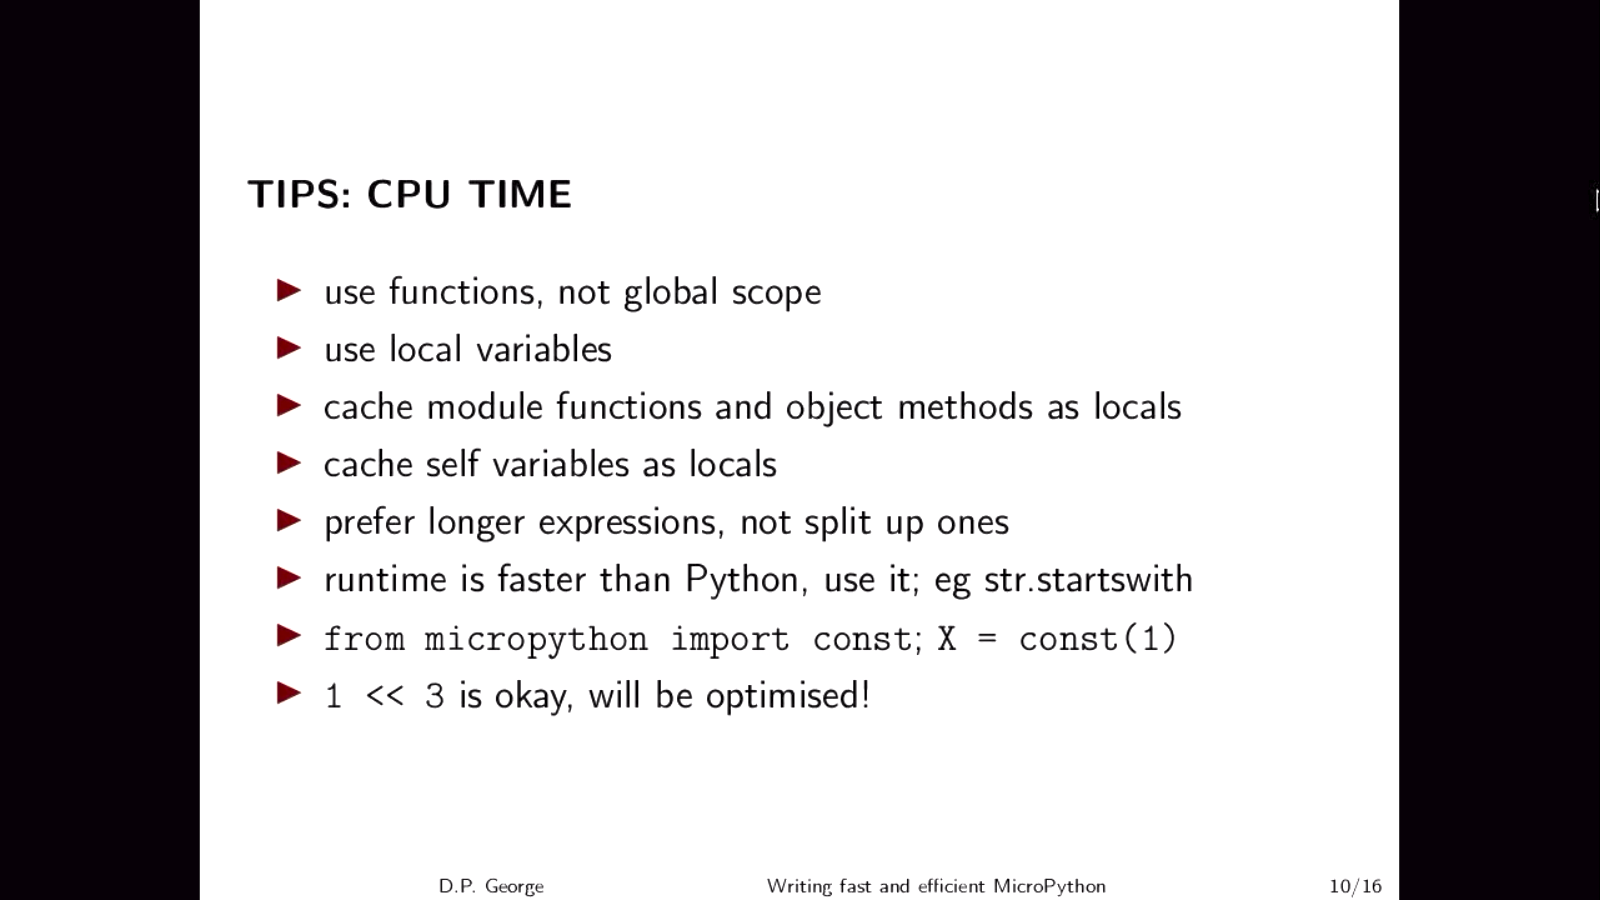 TIPS: CPU TIME
▶ use functions, not global scope
▶ use local variables
▶ cache module functions and object methods as locals
▶ cache self variables as locals
▶ prefer longer expressions, not split up ones
▶ runtime is faster than Python, use it; eg str.startswith
▶ from micropython import const; X = const(1)
▶ 1 << 3 is okay, will be optimised!
D.P. George Writing fast and efficient MicroPython 10/16